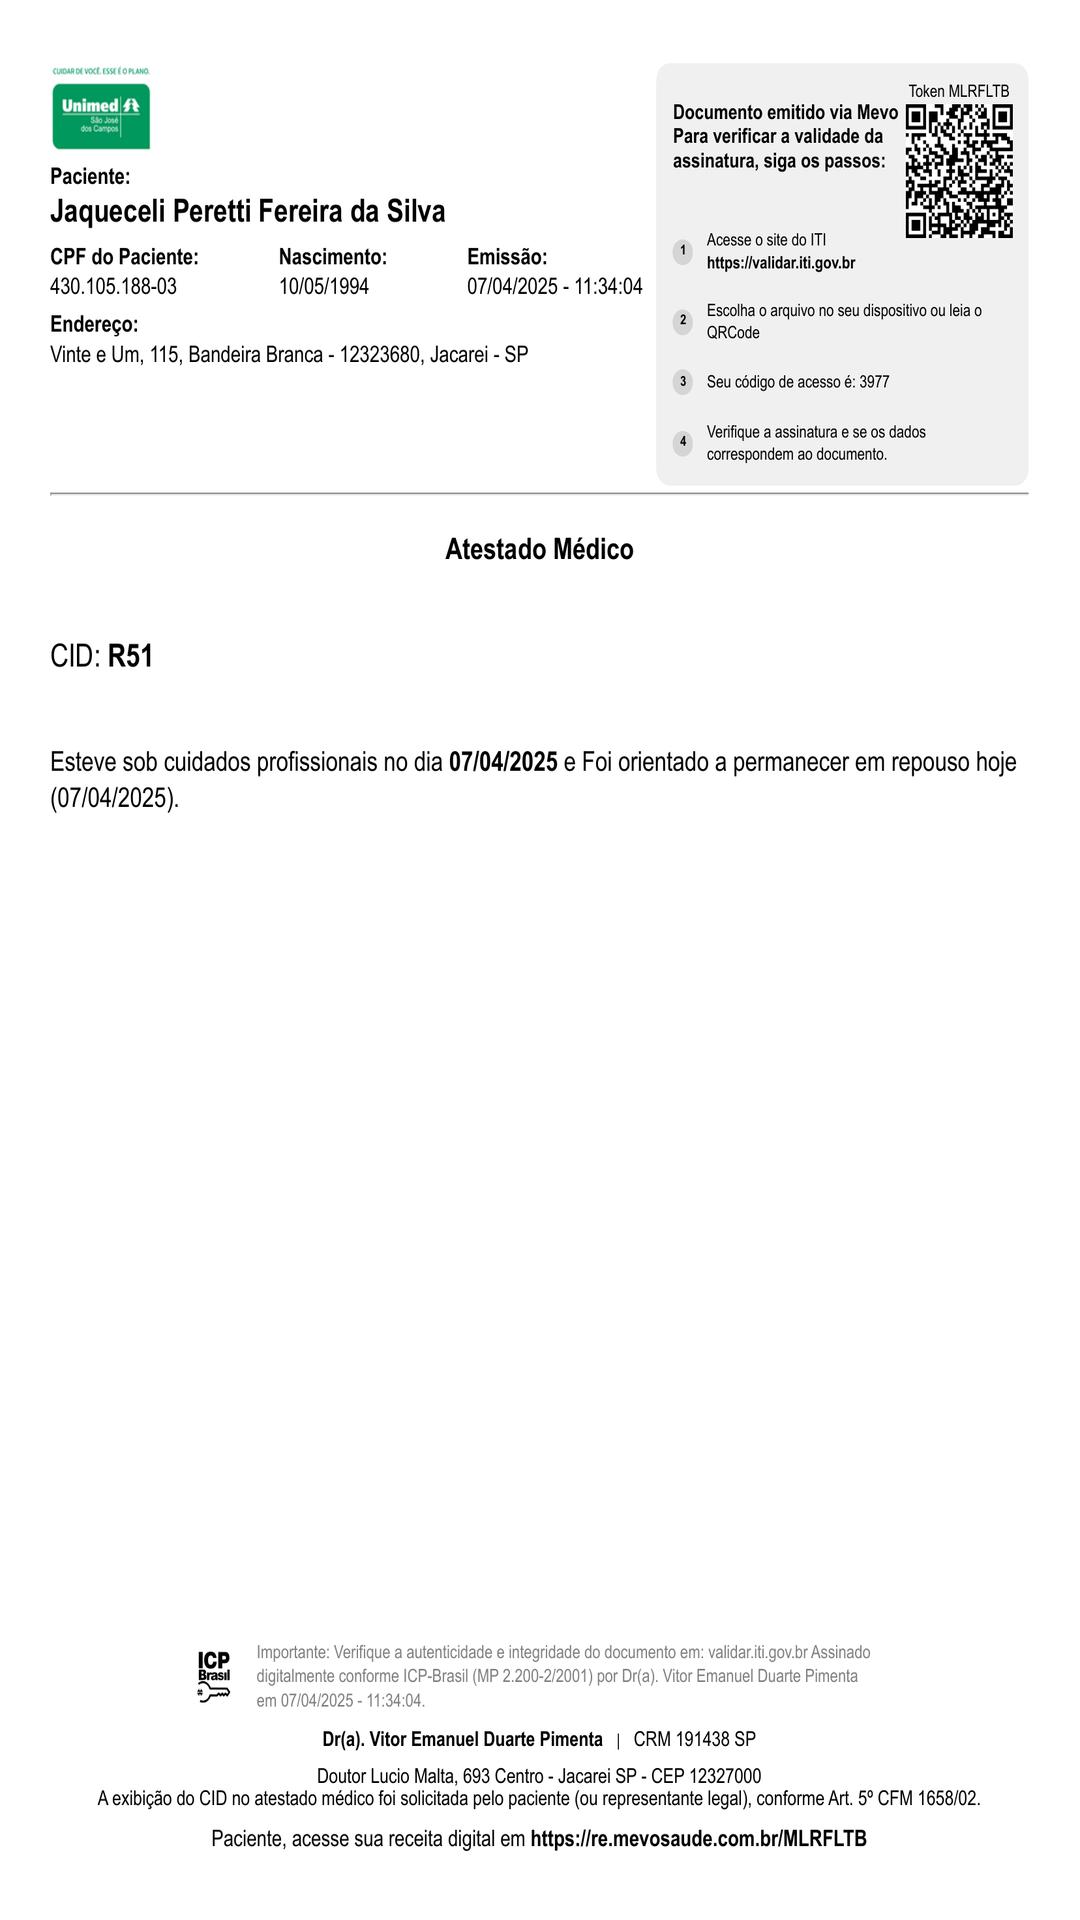 CUIDAR DE VOCÊ. ESSE É O PLANO.
Unimed
São José
dos Campos
Paciente:
Jaqueceli Peretti Fereira da Silva
CPF do Paciente: Nascimento: Emissão:
430.105.188-03 10/05/1994 07/04/2025 - 11:34:04
Endereço:
Vinte e Um, 115, Bandeira Branca - 12323680, Jacarei - SP
Token MLRFLTB
Documento emitido via Mevo
Para verificar a validade da
assinatura, siga os passos:
1 Acesse o site do ITI
https://validar.iti.gov.br
2 Escolha o arquivo no seu dispositivo ou leia o
QRCode
3 Seu código de acesso é: 3977
4 Verifique a assinatura e se os dados
correspondem ao documento.
Atestado Médico
CID: R51
Esteve sob cuidados profissionais no dia 07/04/2025 e Foi orientado a permanecer em repouso hoje
(07/04/2025).
ICP
Brasil
Importante: Verifique a autenticidade e integridade do documento em: validar.iti.gov.br Assinado
digitalmente conforme ICP-Brasil (MP 2.200-2/2001) por Dr(a). Vitor Emanuel Duarte Pimenta
em 07/04/2025 - 11:34:04.
Dr(a). Vitor Emanuel Duarte Pimenta | CRM 191438 SP
Doutor Lucio Malta, 693 Centro - Jacarei SP - CEP 12327000
A exibição do CID no atestado médico foi solicitada pelo paciente (ou representante legal), conforme Art. 5º CFM 1658/02.
Paciente, acesse sua receita digital em https://re.mevosaude.com.br/MLRFLTB